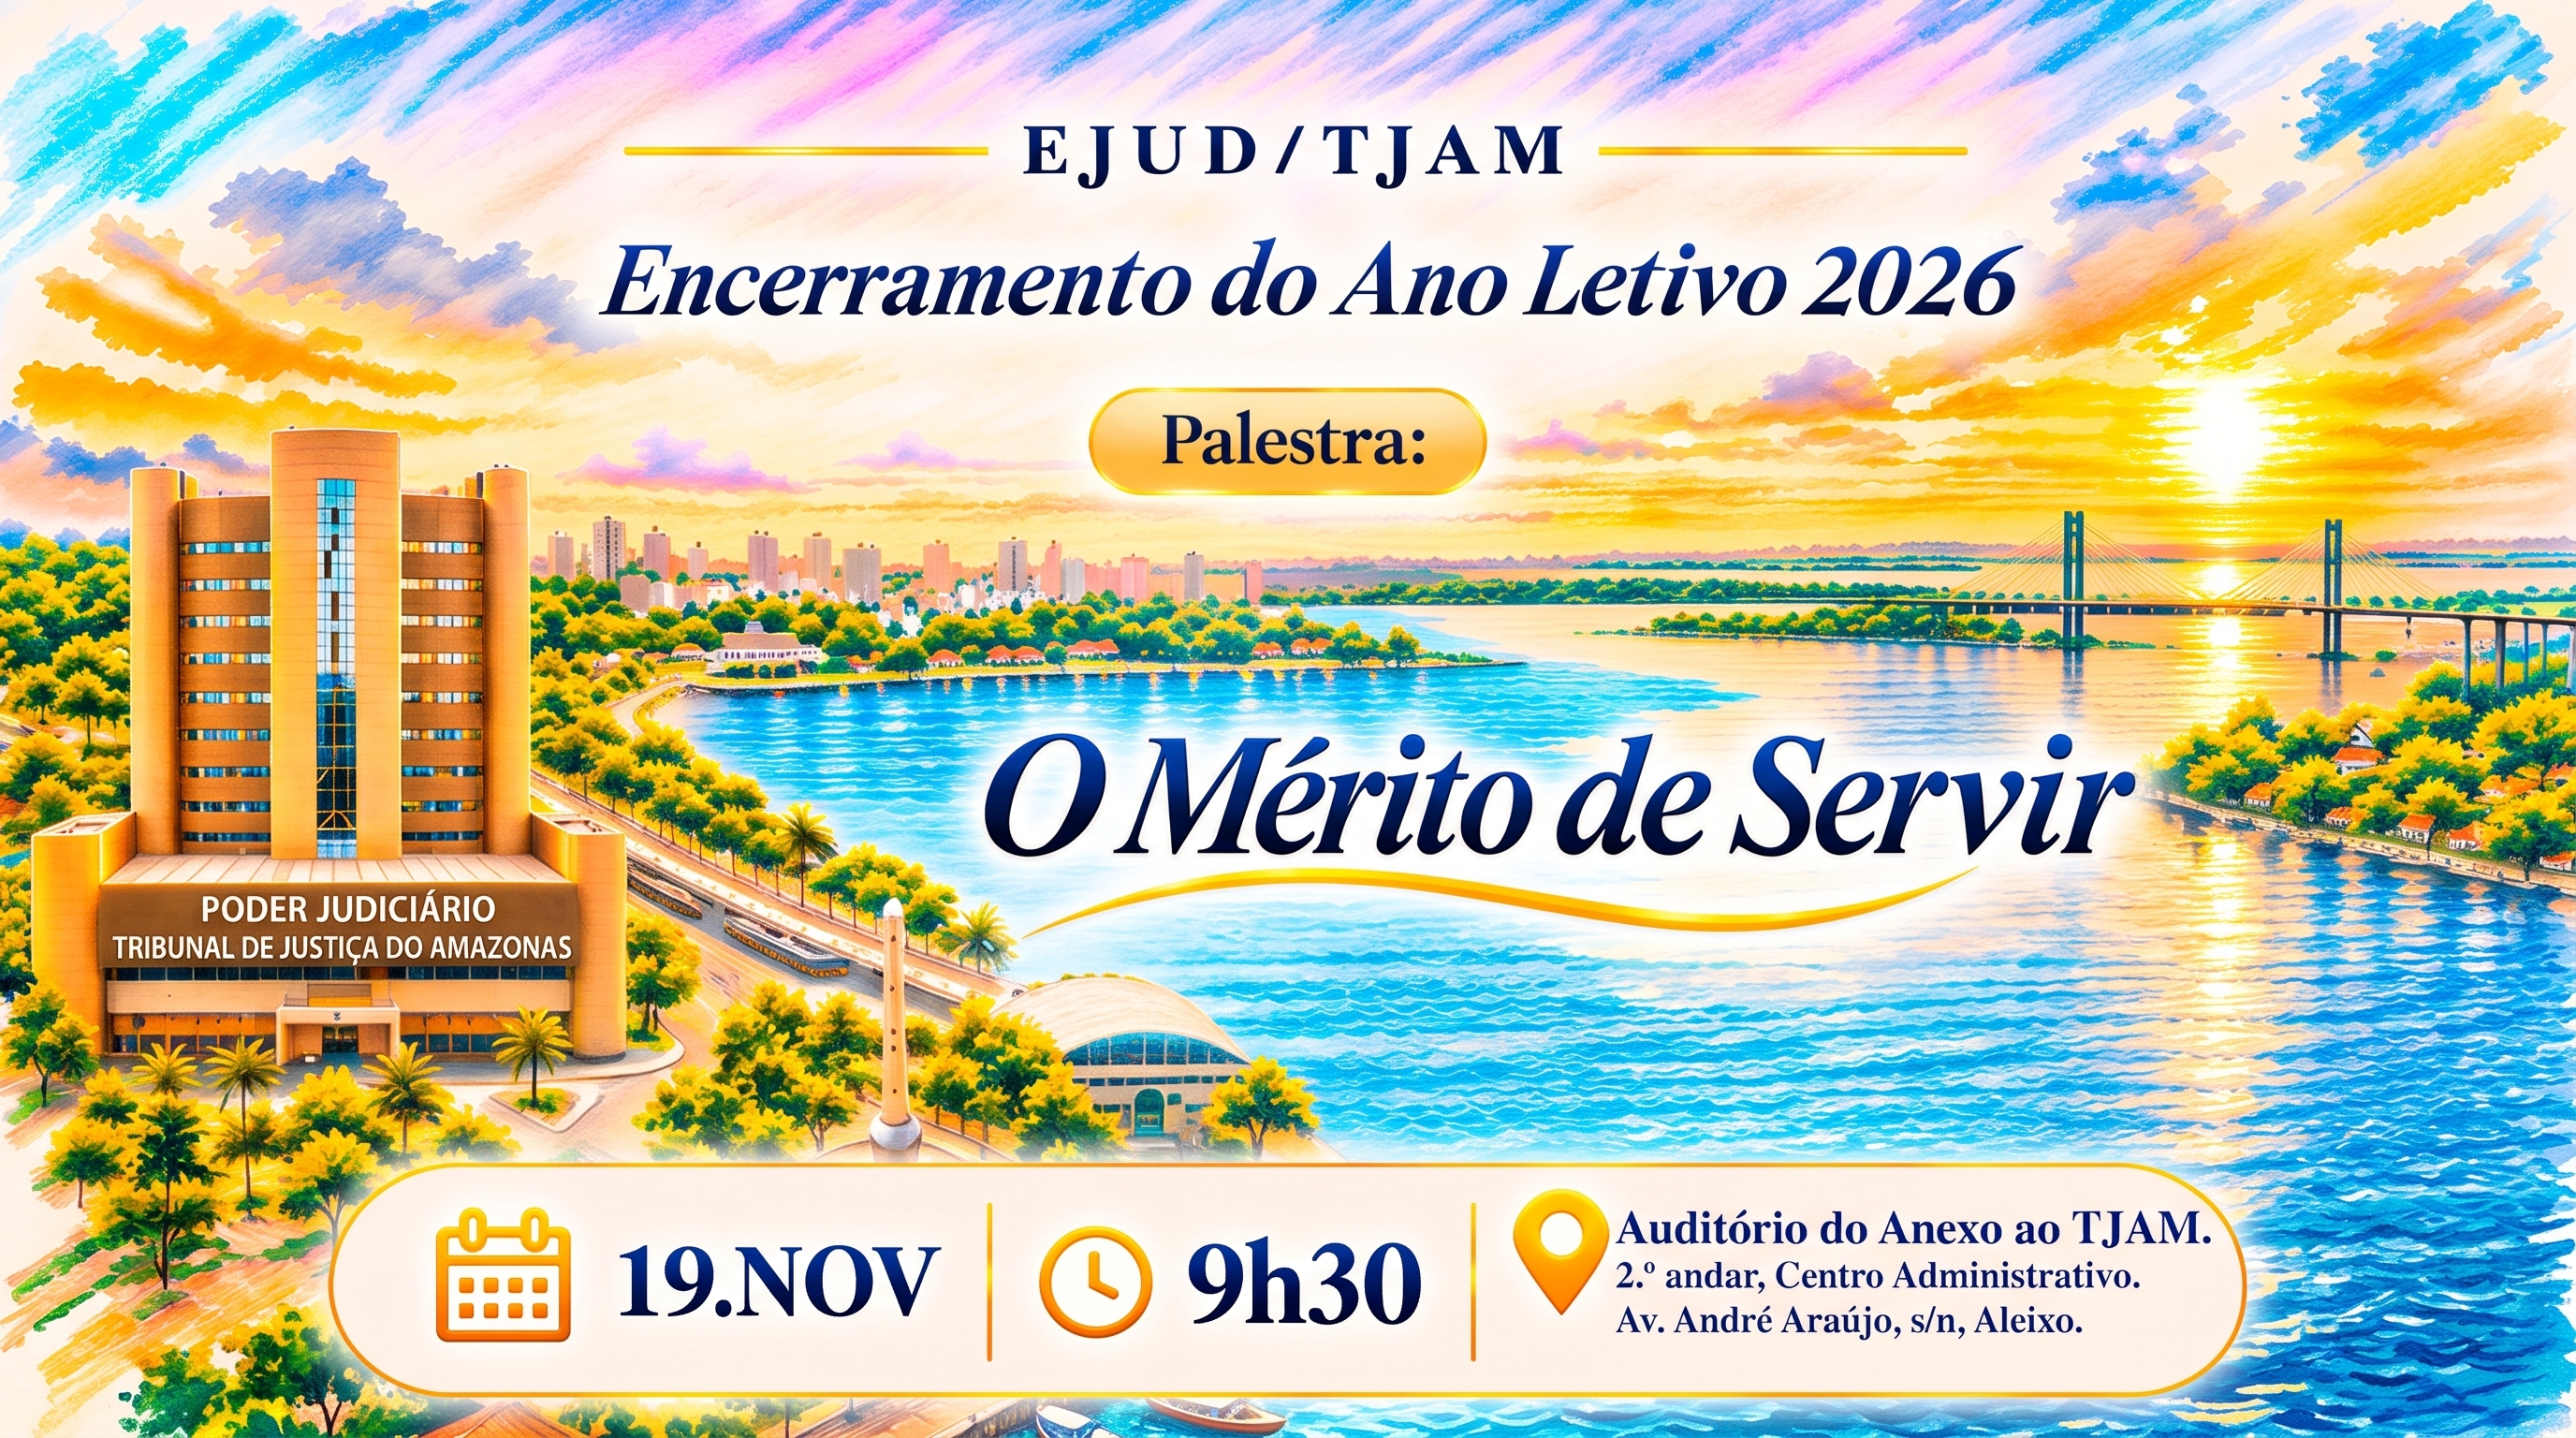 EJUD/TJAM
Encerramento do Ano Letivo 2026
Palestra:
O Mérito de Servir
PODER JUDICIÁRIO
TRIBUNAL DE JUSTIÇA DO AMAZONAS
19.NOV
9h30
Auditório do Anexo ao TJAM.
2.º andar, Centro Administrativo.
Av. André Araújo, s/n, Aleixo.